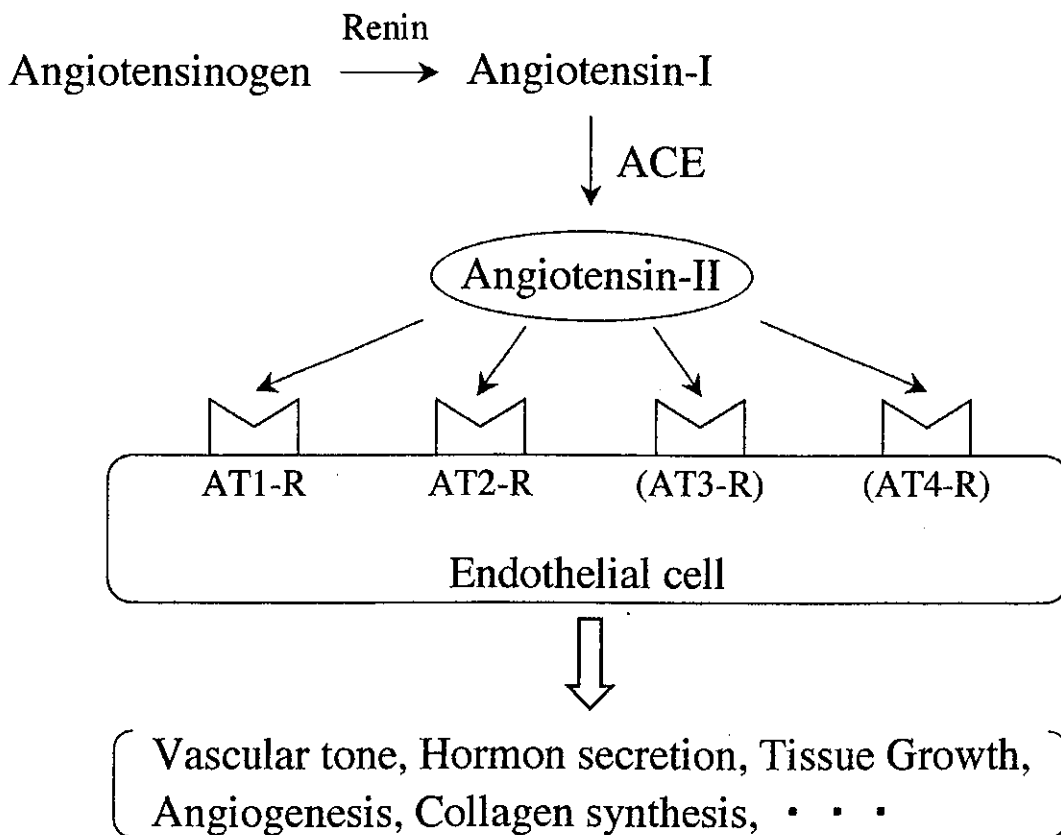 Renin
Angiotensinogen Angiotensin-I
ACE
Angiotensin-II
AT1-R AT2-R (AT3-R) (AT4-R)
Endothelial cell
Vascular tone, Hormon secretion, Tissue Growth,
Angiogenesis, Collagen synthesis, ・・・